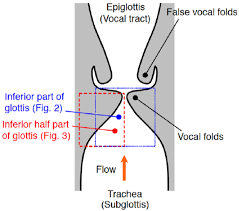 Epiglottis
(Vocal tract)
False vocal folds
Inferior part of
glottis (Fig. 2)
Inferior half part
of glottis (Fig. 3)
Vocal folds
Flow
Trachea
(Subglottis)